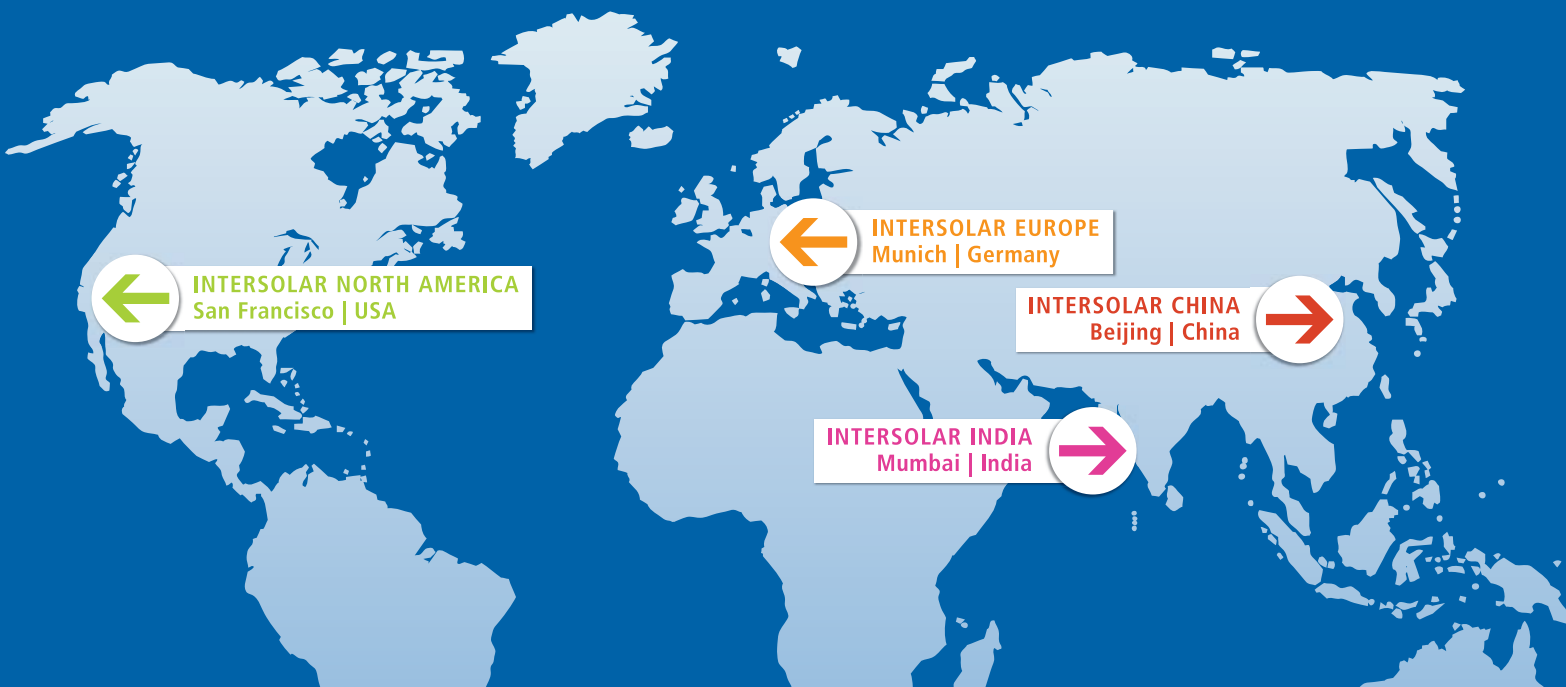 INTERSOLAR EUROPE
Munich | Germany
INTERSOLAR NORTH AMERICA
San Francisco | USA
INTERSOLAR CHINA
Beijing | China
INTERSOLAR INDIA
Mumbai | India